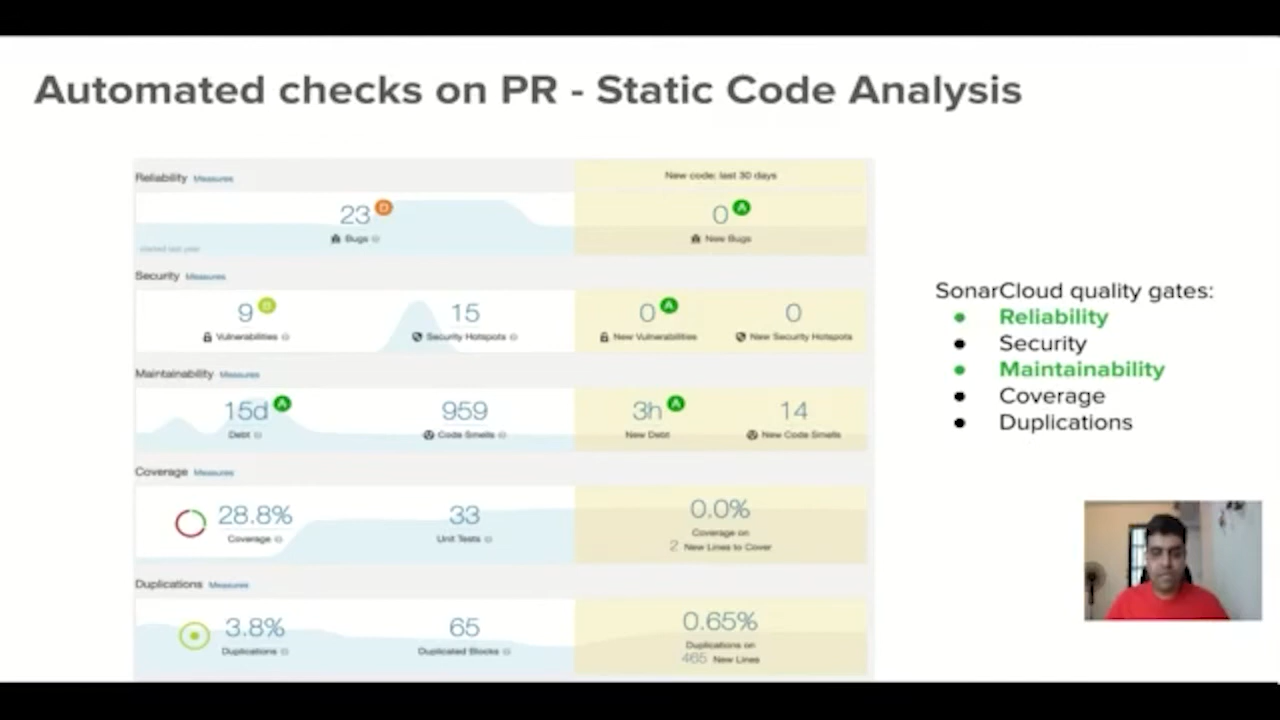 Automated checks on PR - Static Code Analysis
Reliability Measures
New code: last 30 days
23 D
0 A
Bugs
New Bugs
started last year
Security Measures
9
15
0 A
0
Vulnerabilities
Security Hotspots
New Vulnerabilities
New Security Hotspots
Maintainability Measures
15d A
959
3h A
14
Debt
Code Smells
New Debt
New Code Smells
Coverage Measures
28.8%
33
0.0%
Coverage
Unit Tests
Coverage on
2 New Lines to Cover
Duplications Measures
3.8%
65
0.65%
Duplications
Duplicated Blocks
Duplications on
465 New Lines
SonarCloud quality gates:
Reliability
Security
Maintainability
Coverage
Duplications